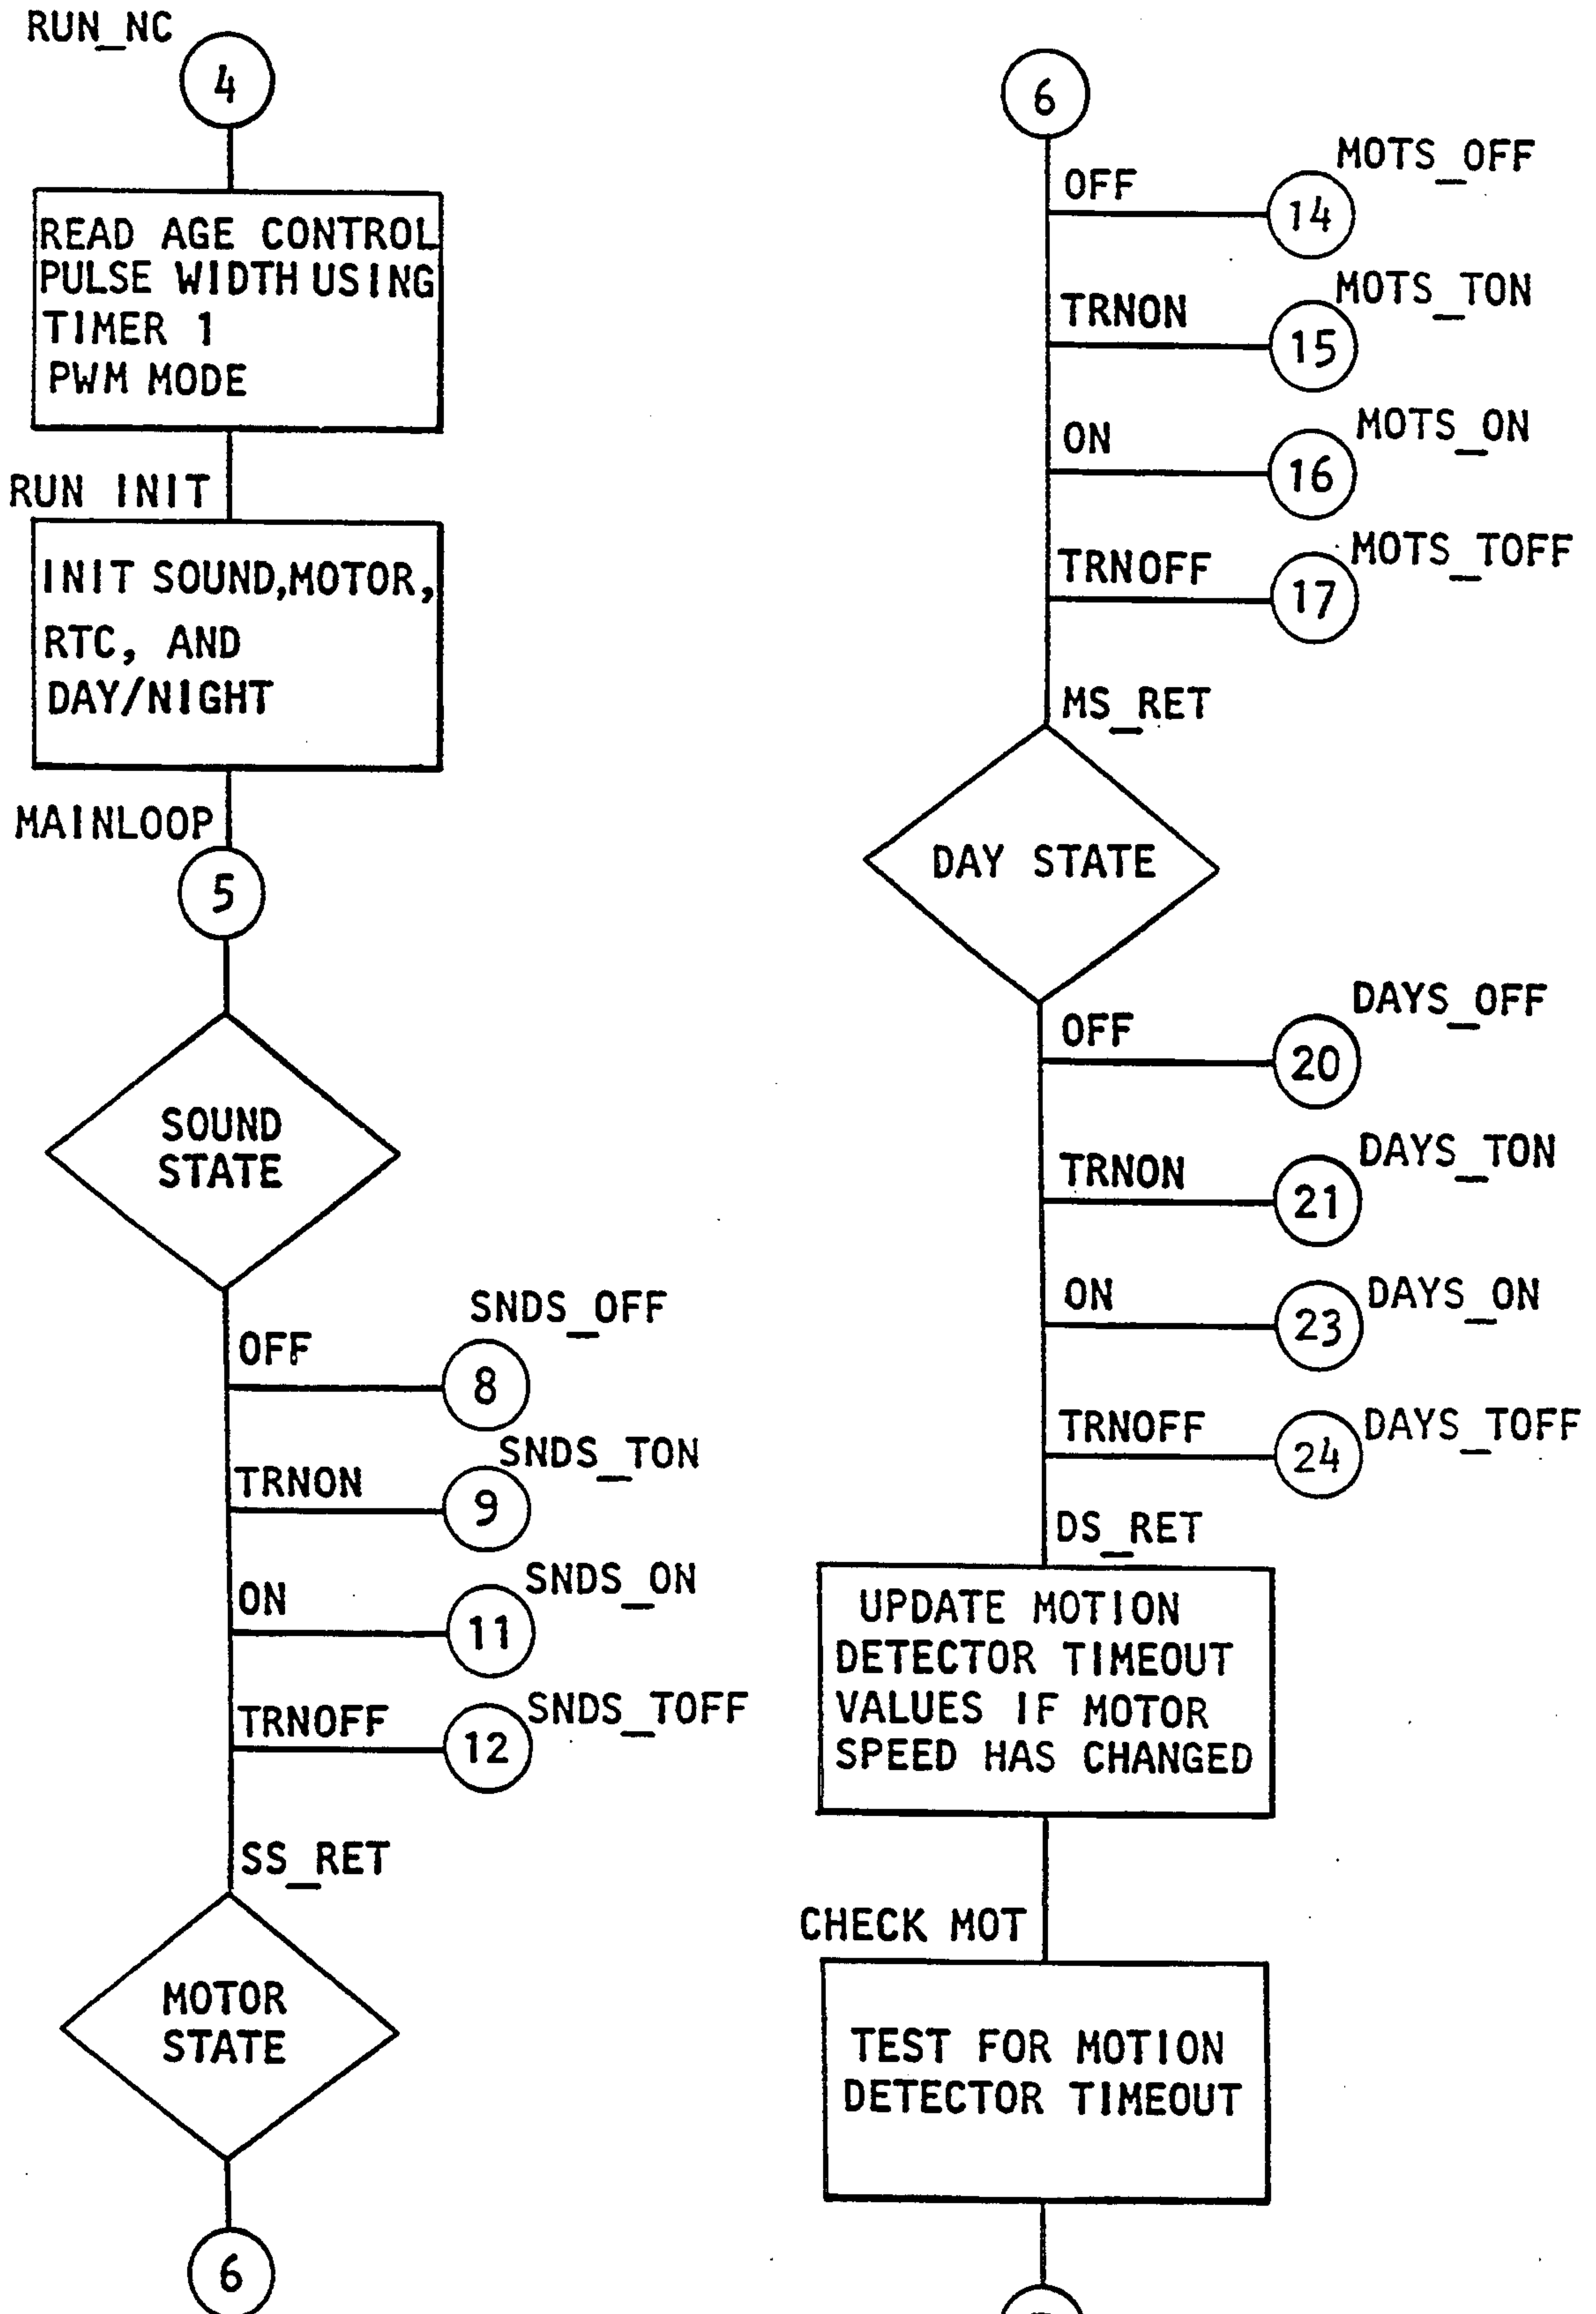 RUN_NC
4
READ AGE CONTROL
PULSE WIDTH USING
TIMER 1
PWM MODE
RUN INIT
INIT SOUND,MOTOR,
RTC, AND
DAY/NIGHT
MAINLOOP
5
SOUND
STATE
OFF
SNDS_OFF
8
TRNON
SNDS_TON
9
ON
SNDS_ON
11
TRNOFF
SNDS_TOFF
12
SS_RET
MOTOR
STATE
6
6
OFF
MOTS_OFF
14
TRNON
MOTS_TON
15
ON
MOTS_ON
16
TRNOFF
MOTS_TOFF
17
MS_RET
DAY STATE
OFF
DAYS_OFF
20
TRNON
DAYS_TON
21
ON
DAYS_ON
23
TRNOFF
DAYS_TOFF
24
DS_RET
UPDATE MOTION
DETECTOR TIMEOUT
VALUES IF MOTOR
SPEED HAS CHANGED
CHECK MOT
TEST FOR MOTION
DETECTOR TIMEOUT